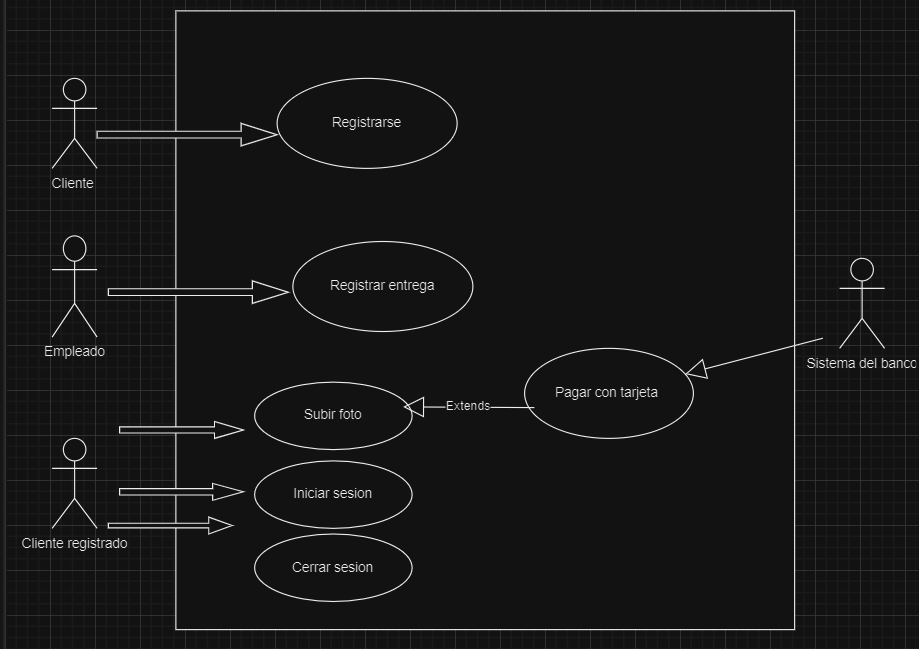 Registrarse
Cliente
Registrar entrega
Empleado
Sistema del banco
Pagar con tarjeta
Extends
Subir foto
Iniciar sesion
Cliente registrado
Cerrar sesion